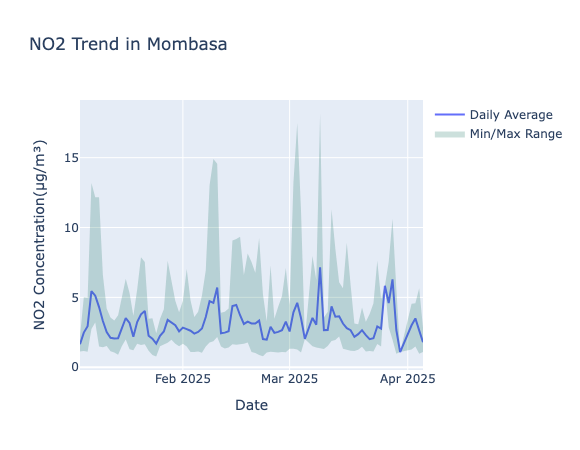 NO2 Trend in Mombasa
Daily Average
Min/Max Range
NO2 Concentration(μg/m³)
15
10
5
0
Feb 2025
Mar 2025
Apr 2025
Date